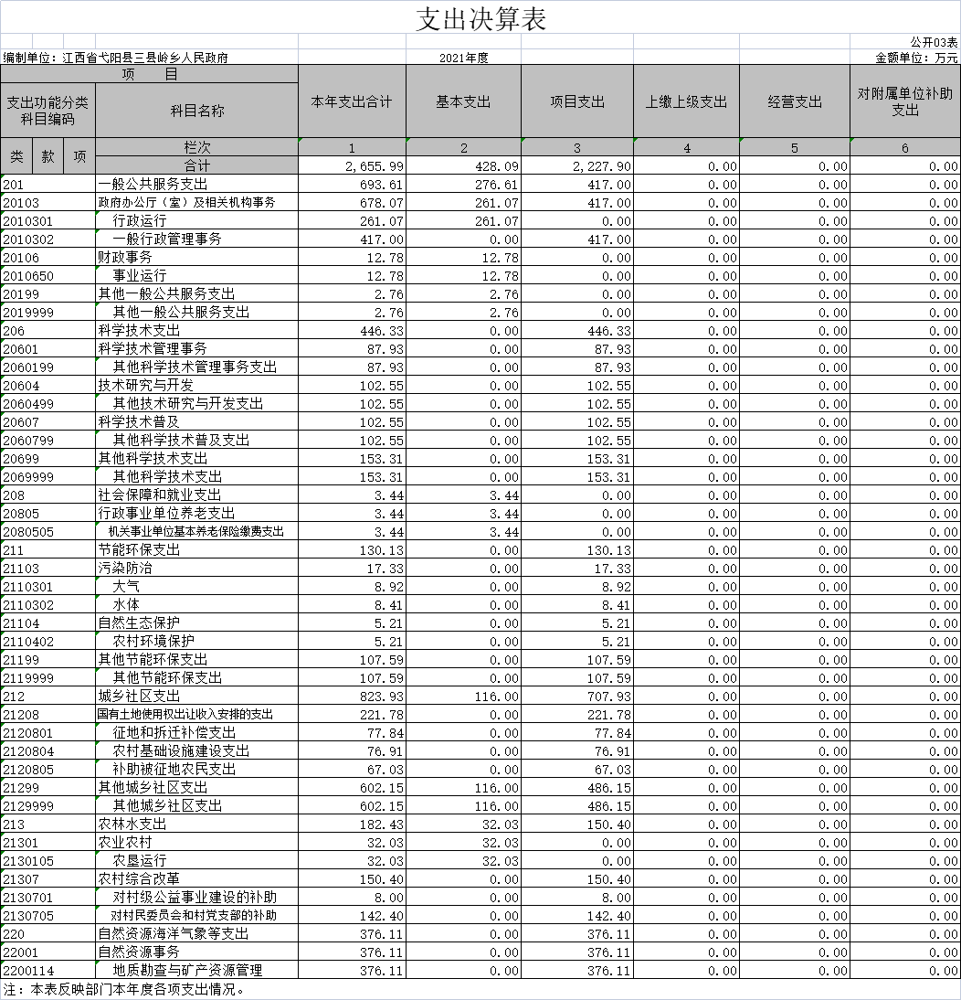 支出决算表
公开03表
编制单位：江西省弋阳县三县岭乡人民政府 2021年度 金额单位：万元
项 目 本年支出合计 基本支出 项目支出 上缴上级支出 经营支出 对附属单位补助支出
支出功能分类科目编码 科目名称
类 款 项 栏次 1 2 3 4 5 6
合计 2,655.99 428.09 2,227.90 0.00 0.00 0.00
201 一般公共服务支出 693.61 276.61 417.00 0.00 0.00 0.00
20103 政府办公厅（室）及相关机构事务 678.07 261.07 417.00 0.00 0.00 0.00
2010301 行政运行 261.07 261.07 0.00 0.00 0.00 0.00
2010302 一般行政管理事务 417.00 0.00 417.00 0.00 0.00 0.00
20106 财政事务 12.78 12.78 0.00 0.00 0.00 0.00
2010650 事业运行 12.78 12.78 0.00 0.00 0.00 0.00
20199 其他一般公共服务支出 2.76 2.76 0.00 0.00 0.00 0.00
2019999 其他一般公共服务支出 2.76 2.76 0.00 0.00 0.00 0.00
206 科学技术支出 446.33 0.00 446.33 0.00 0.00 0.00
20601 科学技术管理事务 87.93 0.00 87.93 0.00 0.00 0.00
2060199 其他科学技术管理事务支出 87.93 0.00 87.93 0.00 0.00 0.00
20604 技术研究与开发 102.55 0.00 102.55 0.00 0.00 0.00
2060499 其他技术研究与开发支出 102.55 0.00 102.55 0.00 0.00 0.00
20607 科学技术普及 102.55 0.00 102.55 0.00 0.00 0.00
2060799 其他科学技术普及支出 102.55 0.00 102.55 0.00 0.00 0.00
20699 其他科学技术支出 153.31 0.00 153.31 0.00 0.00 0.00
2069999 其他科学技术支出 153.31 0.00 153.31 0.00 0.00 0.00
208 社会保障和就业支出 3.44 3.44 0.00 0.00 0.00 0.00
20805 行政事业单位养老支出 3.44 3.44 0.00 0.00 0.00 0.00
2080505 机关事业单位基本养老保险缴费支出 3.44 3.44 0.00 0.00 0.00 0.00
211 节能环保支出 130.13 0.00 130.13 0.00 0.00 0.00
21103 污染防治 17.33 0.00 17.33 0.00 0.00 0.00
2110301 大气 8.92 0.00 8.92 0.00 0.00 0.00
2110302 水体 8.41 0.00 8.41 0.00 0.00 0.00
21104 自然生态保护 5.21 0.00 5.21 0.00 0.00 0.00
2110402 农村环境保护 5.21 0.00 5.21 0.00 0.00 0.00
21199 其他节能环保支出 107.59 0.00 107.59 0.00 0.00 0.00
2119999 其他节能环保支出 107.59 0.00 107.59 0.00 0.00 0.00
212 城乡社区支出 823.93 116.00 707.93 0.00 0.00 0.00
21208 国有土地使用权出让收入安排的支出 221.78 0.00 221.78 0.00 0.00 0.00
2120801 征地和拆迁补偿支出 77.84 0.00 77.84 0.00 0.00 0.00
2120804 农村基础设施建设支出 76.91 0.00 76.91 0.00 0.00 0.00
2120805 补助被征地农民支出 67.03 0.00 67.03 0.00 0.00 0.00
21299 其他城乡社区支出 602.15 116.00 486.15 0.00 0.00 0.00
2129999 其他城乡社区支出 602.15 116.00 486.15 0.00 0.00 0.00
213 农林水支出 182.43 32.03 150.40 0.00 0.00 0.00
21301 农业农村 32.03 32.03 0.00 0.00 0.00 0.00
2130105 农垦运行 32.03 32.03 0.00 0.00 0.00 0.00
21307 农村综合改革 150.40 0.00 150.40 0.00 0.00 0.00
2130701 对村级公益事业建设的补助 8.00 0.00 8.00 0.00 0.00 0.00
2130705 对村民委员会和村党支部的补助 142.40 0.00 142.40 0.00 0.00 0.00
220 自然资源海洋气象等支出 376.11 0.00 376.11 0.00 0.00 0.00
22001 自然资源事务 376.11 0.00 376.11 0.00 0.00 0.00
2200114 地质勘查与矿产资源管理 376.11 0.00 376.11 0.00 0.00 0.00
注：本表反映部门本年度各项支出情况。